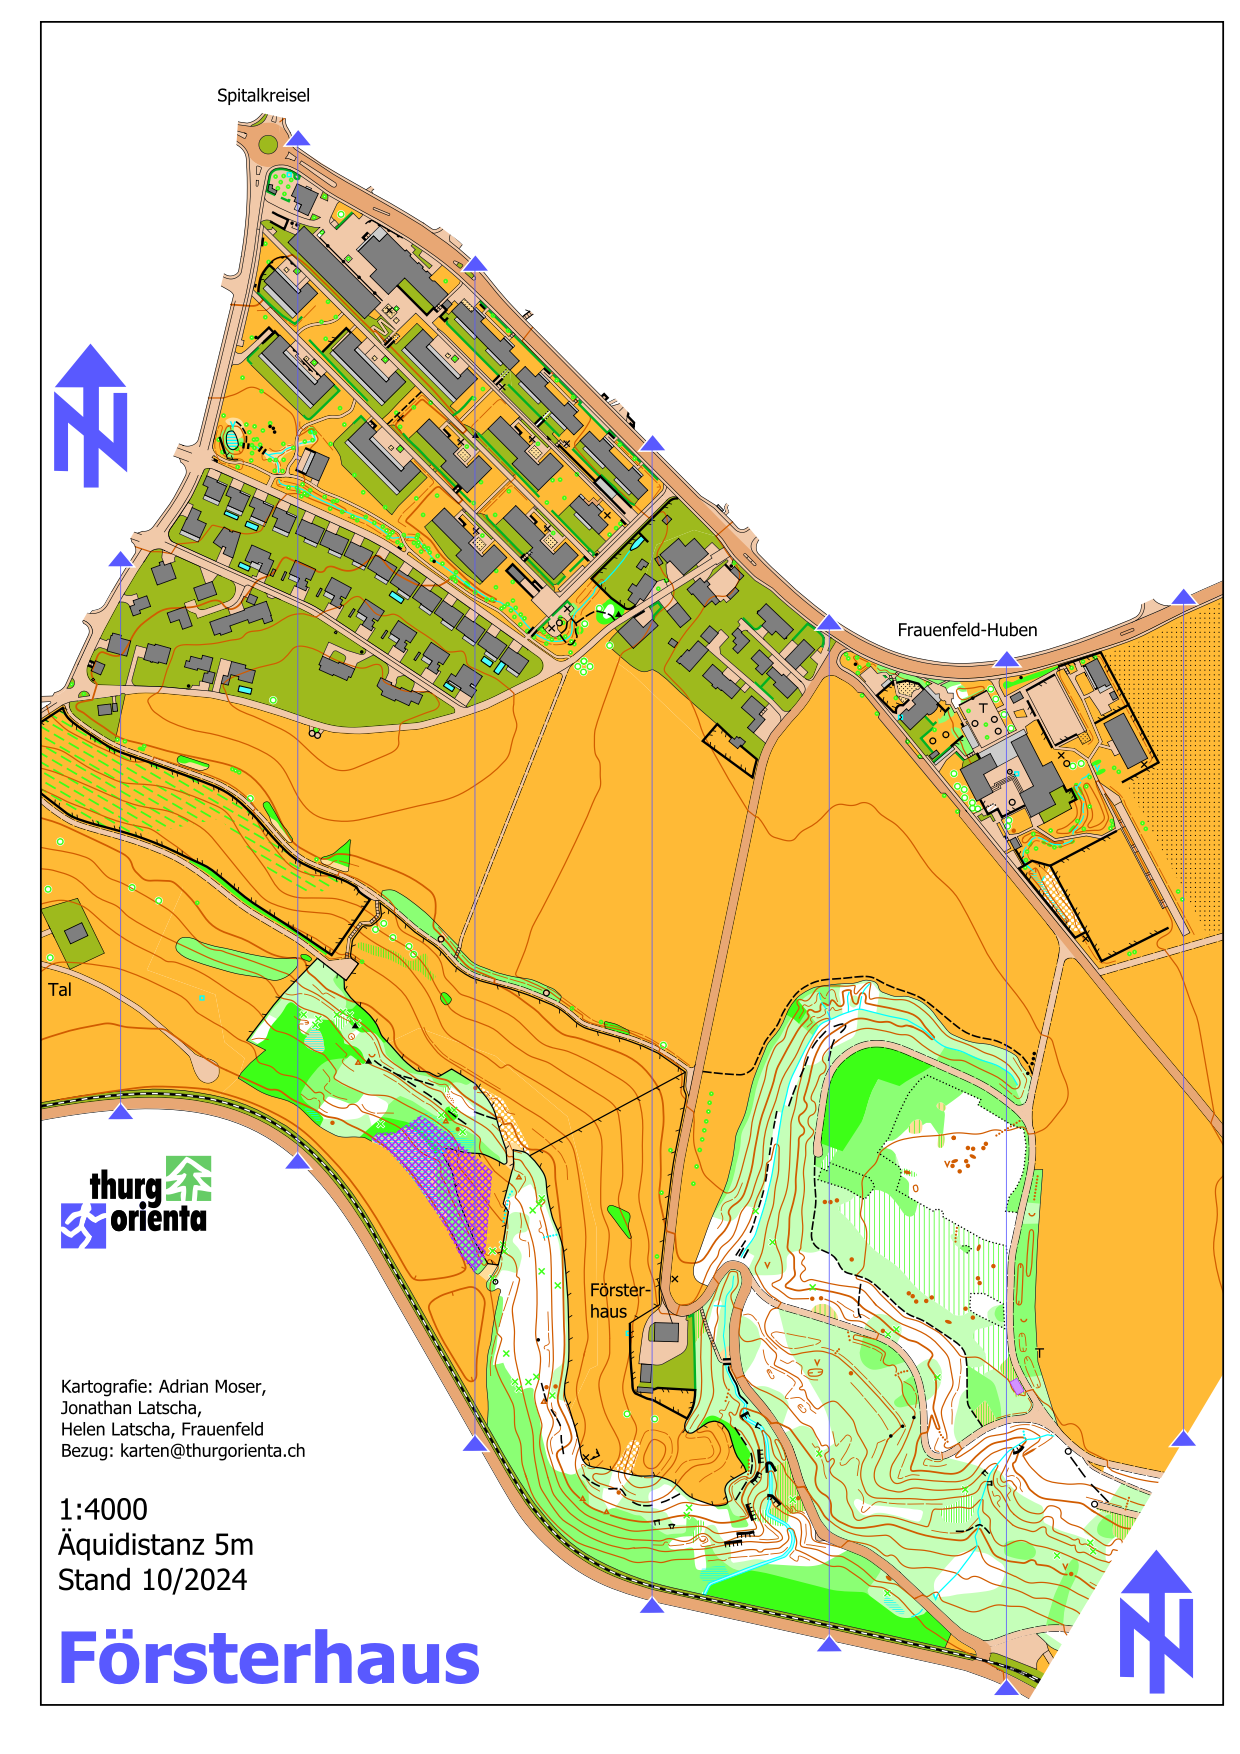 Spitalkreisel
N
Frauenfeld-Huben
Tal
thurg
orienta
Förster-
haus
Kartografie: Adrian Moser,
Jonathan Latscha,
Helen Latscha, Frauenfeld
Bezug: karten@thurgorienta.ch
1:4000
Äquidistanz 5m
Stand 10/2024
Försterhaus
N